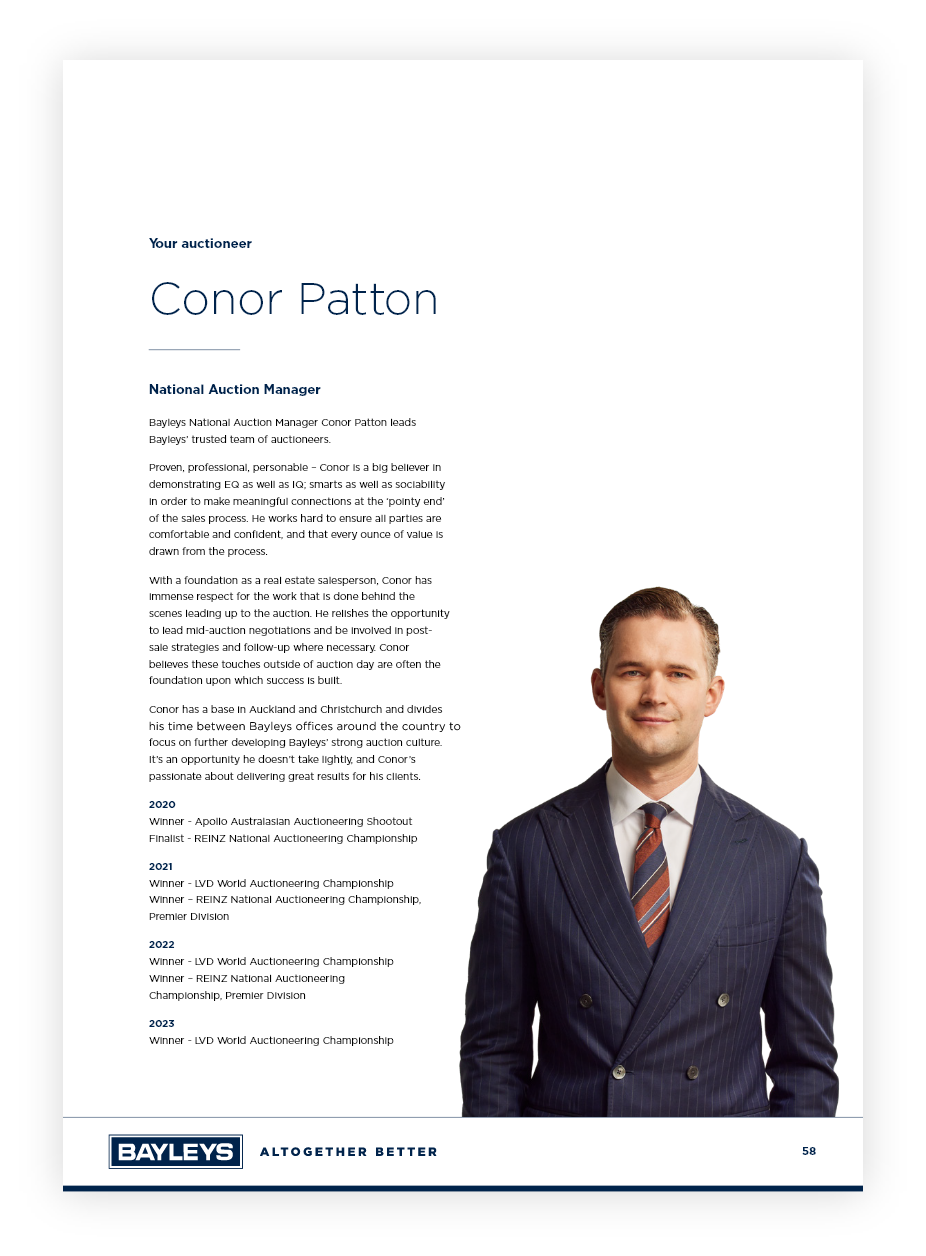 Your auctioneer
Conor Patton
National Auction Manager
Bayleys National Auction Manager Conor Patton leads
Bayleys’ trusted team of auctioneers.
Proven, professional, personable – Conor is a big believer in
demonstrating EQ as well as IQ; smarts as well as sociability
in order to make meaningful connections at the ‘pointy end’
of the sales process. He works hard to ensure all parties are
comfortable and confident, and that every ounce of value is
drawn from the process.
With a foundation as a real estate salesperson, Conor has
immense respect for the work that is done behind the
scenes leading up to the auction. He relishes the opportunity
to lead mid-auction negotiations and be involved in post-
sale strategies and follow-up where necessary. Conor
believes these touches outside of auction day are often the
foundation upon which success is built.
Conor has a base in Auckland and Christchurch and divides
his time between Bayleys offices around the country to
focus on further developing Bayleys’ strong auction culture.
It’s an opportunity he doesn’t take lightly, and Conor’s
passionate about delivering great results for his clients.
2020
Winner - Apollo Australasian Auctioneering Shootout
Finalist - REINZ National Auctioneering Championship
2021
Winner - LVD World Auctioneering Championship
Winner – REINZ National Auctioneering Championship,
Premier Division
2022
Winner - LVD World Auctioneering Championship
Winner – REINZ National Auctioneering
Championship, Premier Division
2023
Winner - LVD World Auctioneering Championship
BAYLEYS ALTOGETHER BETTER 58